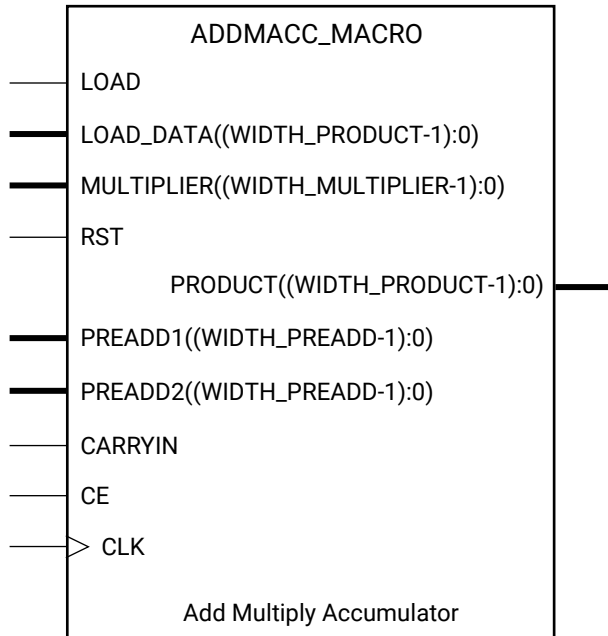 ADDMACC_MACRO
LOAD
LOAD_DATA((WIDTH_PRODUCT-1):0)
MULTIPLIER((WIDTH_MULTIPLIER-1):0)
RST
PRODUCT((WIDTH_PRODUCT-1):0)
PREADD1((WIDTH_PREADD-1):0)
PREADD2((WIDTH_PREADD-1):0)
CARRYIN
CE
CLK
Add Multiply Accumulator